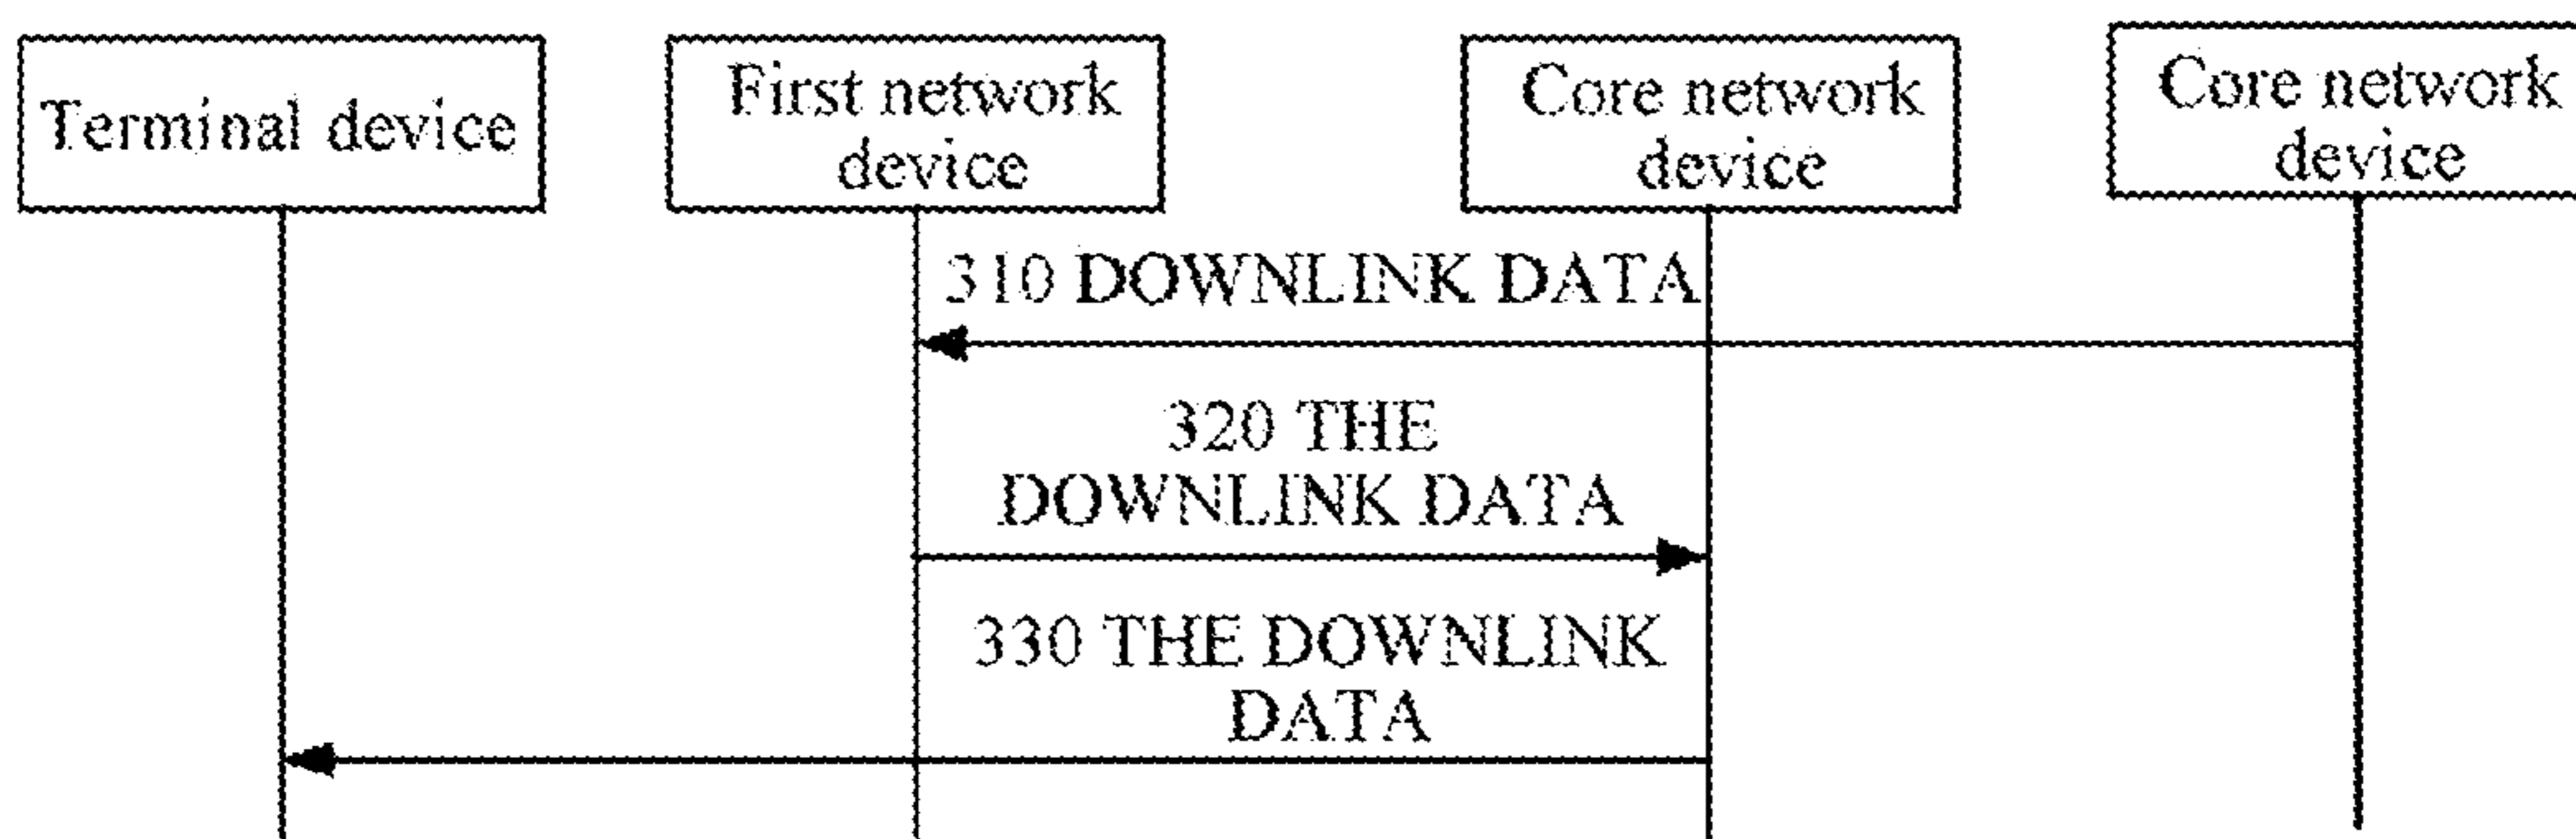 Terminal device
First network
device
Core network
device
Core network
device
310 DOWNLINK DATA
320 THE
DOWNLINK DATA
330 THE DOWNLINK
DATA